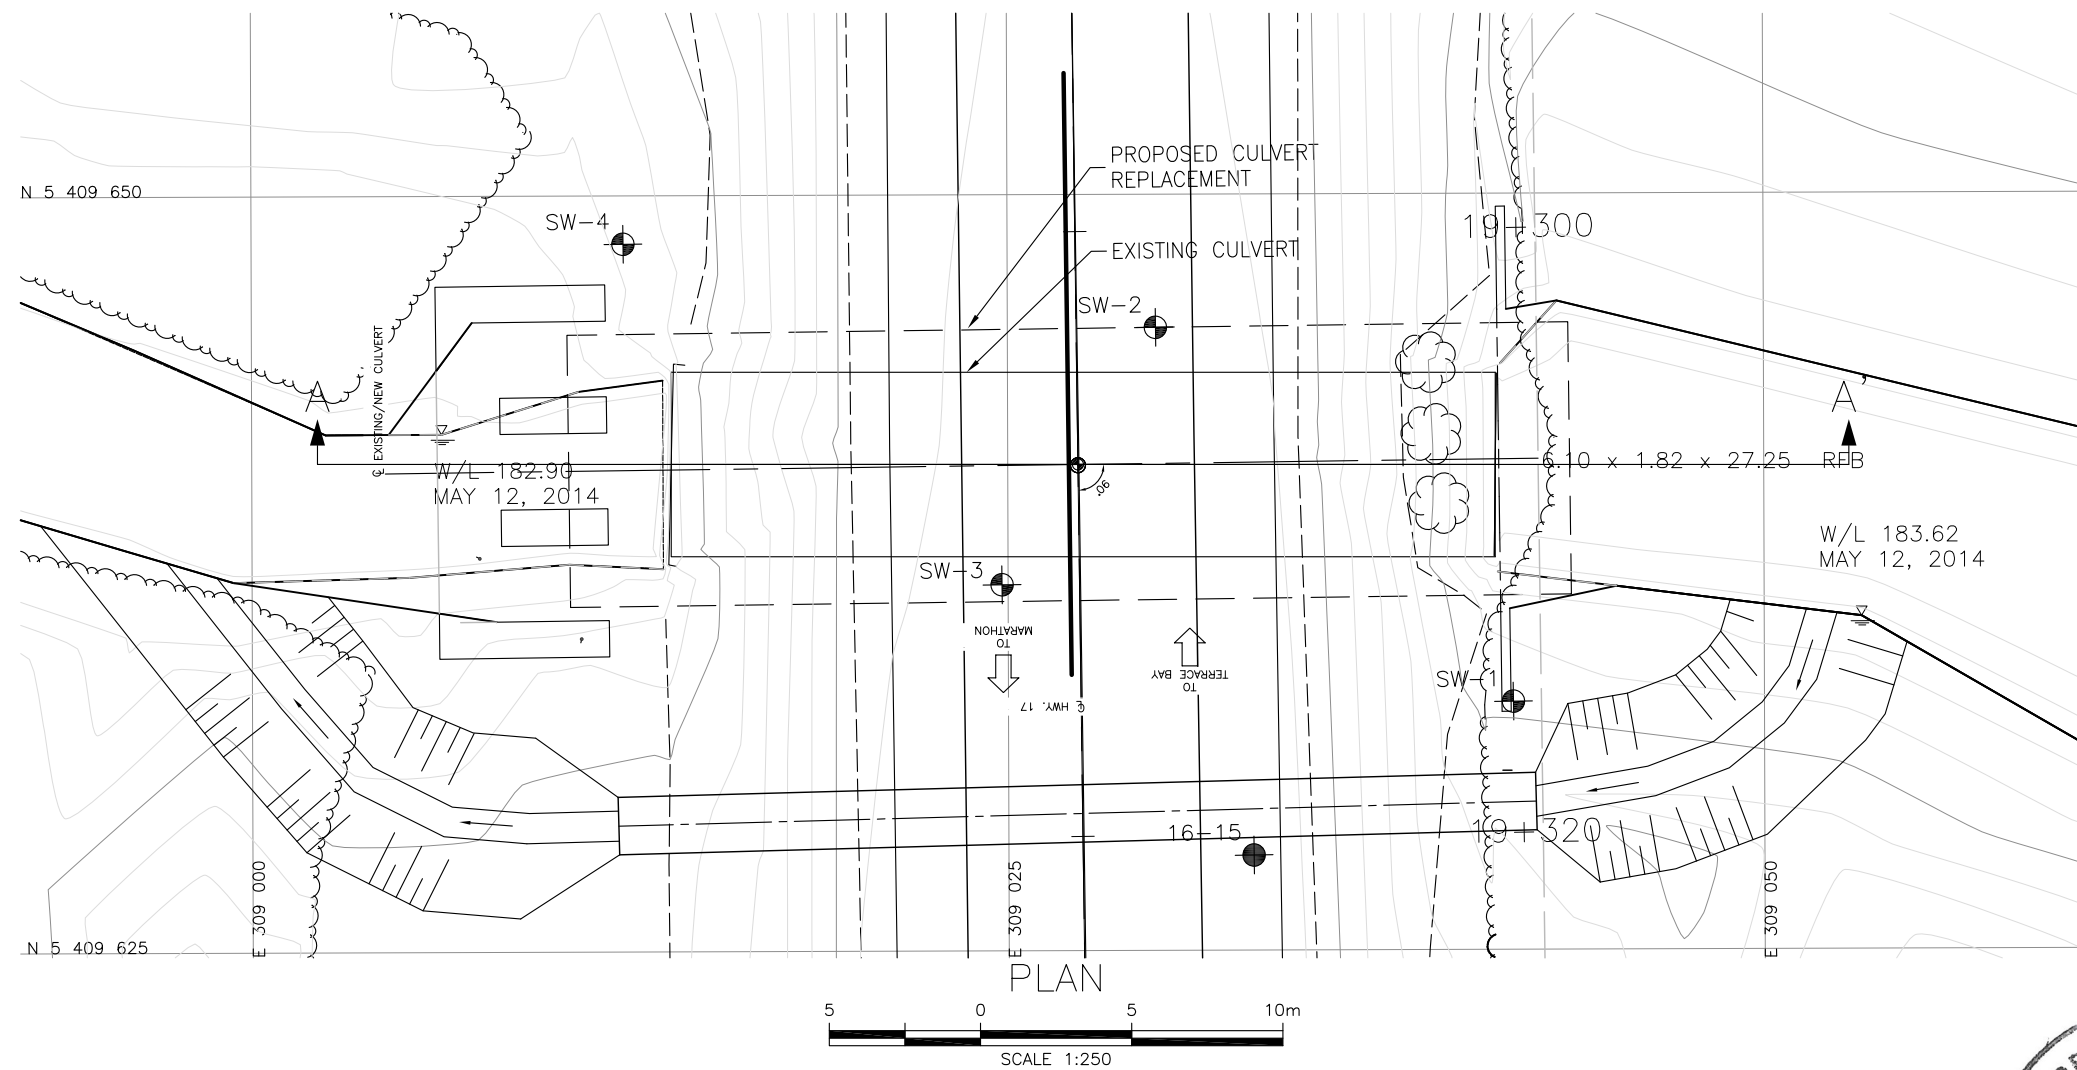 PROPOSED CULVERT
REPLACEMENT
N 5 409 650
SW-4
19+300
EXISTING CULVERT
SW-2
℄ EXISTING/NEW CULVERT
A
A
W/L 182.90
MAY 12, 2014
6.10 x 1.82 x 27.25 RFB
90°
W/L 183.62
MAY 12, 2014
SW-3
TO
MARATHON
TO
TERRACE BAY
SW-1
℄ HWY. 17
16-15
19+320
E 309 000
E 309 025
E 309 050
N 5 409 625
PLAN
5 0 5 10m
SCALE 1:250